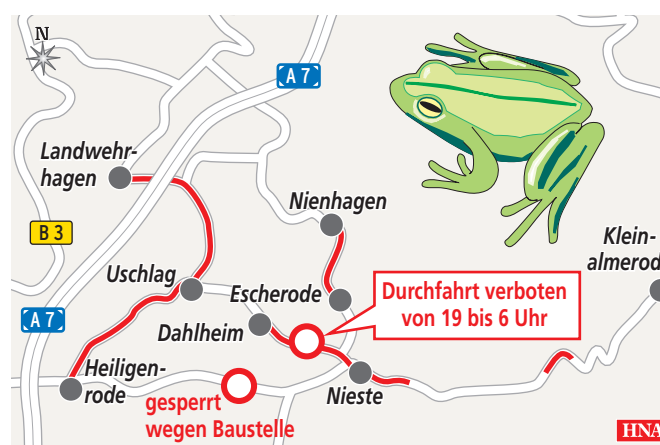 N
A 7
Landwehr-
hagen
Nienhagen
B 3
Klein-
almerod
Uschlag
Escherode
Durchfahrt verboten
von 19 bis 6 Uhr
A 7
Dahlheim
Heiligen-
rode
gesperrt
wegen Baustelle
Nieste
HNA